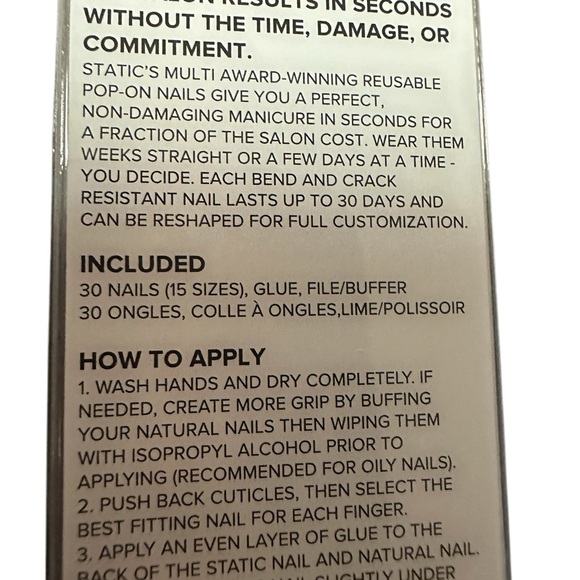 RESULTS IN SECONDS
WITHOUT THE TIME, DAMAGE, OR
COMMITMENT.
STATIC'S MULTI AWARD-WINNING REUSABLE
POP-ON NAILS GIVE YOU A PERFECT,
NON-DAMAGING MANICURE IN SECONDS FOR
A FRACTION OF THE SALON COST. WEAR THEM
WEEKS STRAIGHT OR A FEW DAYS AT A TIME -
YOU DECIDE. EACH BEND AND CRACK
RESISTANT NAIL LASTS UP TO 30 DAYS AND
CAN BE RESHAPED FOR FULL CUSTOMIZATION.
INCLUDED
30 NAILS (15 SIZES), GLUE, FILE/BUFFER
30 ONGLES, COLLE À ONGLES,LIME/POLISSOIR
HOW TO APPLY
1. WASH HANDS AND DRY COMPLETELY. IF
NEEDED, CREATE MORE GRIP BY BUFFING
YOUR NATURAL NAILS THEN WIPING THEM
WITH ISOPROPYL ALCOHOL PRIOR TO
APPLYING (RECOMMENDED FOR OILY NAILS).
2. PUSH BACK CUTICLES, THEN SELECT THE
BEST FITTING NAIL FOR EACH FINGER.
3. APPLY AN EVEN LAYER OF GLUE TO THE
BACK OF THE STATIC NAIL AND NATURAL NAIL.
NAIL SLIGHTLY UNDER